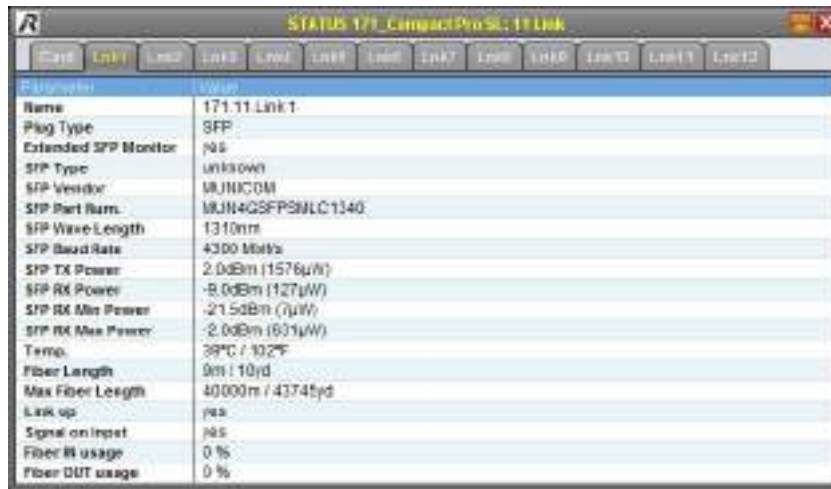 R
STATUS 171_Compact Pro SL: 11 Link
Card Link1 Link2 Link3 Link4 Link5 Link6 Link7 Link8 Link9 Link10 Link11 Link12
Parameter Value
Name 171.11.Link 1
Plug Type SFP
Extended SFP Monitor yes
SFP Type unknown
SFP Vendor MUNICOM
SFP Part Num. MUN4GSFPSMLC1340
SFP Wave Length 1310nm
SFP Baud Rate 4300 Mbit/s
SFP TX Power 2.0dBm (1576µW)
SFP RX Power -9.0dBm (127µW)
SFP RX Min Power -21.5dBm (7µW)
SFP RX Max Power -2.0dBm (631µW)
Temp. 39°C / 102°F
Fiber Length 9m / 10yd
Max Fiber Length 40000m / 43745yd
Link up yes
Signal on Input yes
Fiber IN usage 0 %
Fiber OUT usage 0 %